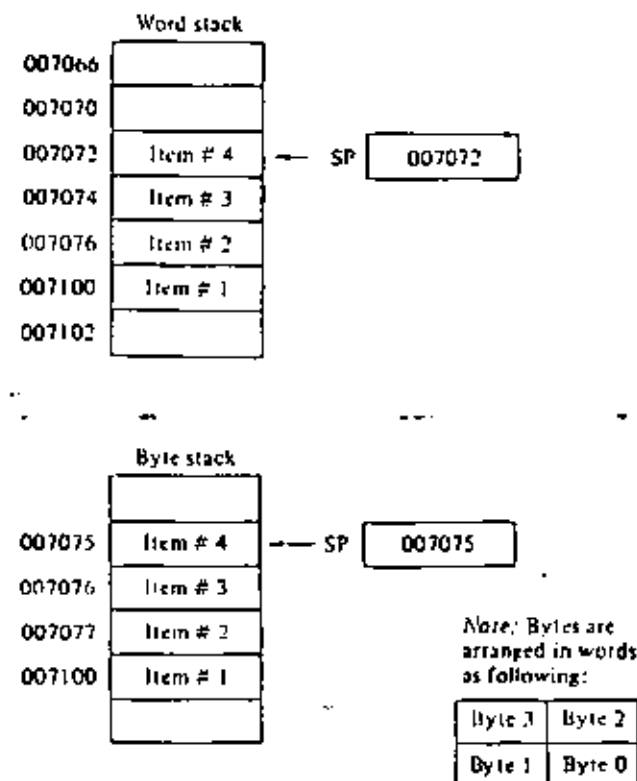 Word stack
007066
007070
007072 Item # 4 SP 007072
007074 Item # 3
007076 Item # 2
007100 Item # 1
007102
Byte stack
007075 Item # 4 SP 007075
007076 Item # 3
007077 Item # 2
007100 Item # 1
Note: Bytes are
arranged in words
as following:
Byte 3 Byte 2
Byte 1 Byte 0